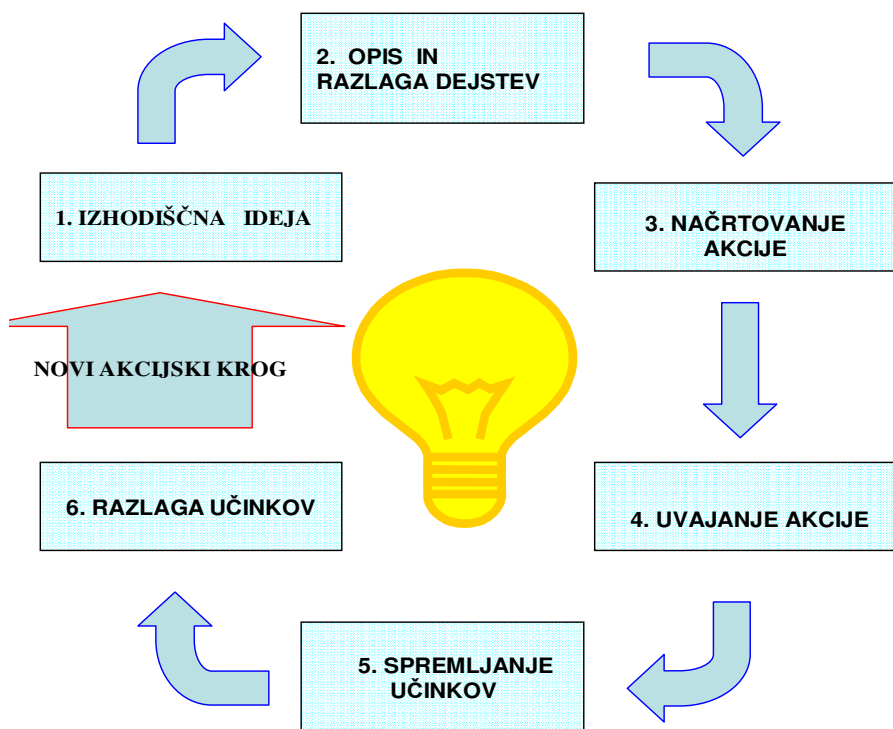 2. OPIS IN
RAZLAGA DEJSTEV
1. IZHODIŠČNA IDEJA
3. NAČRTOVANJE
AKCIJE
NOVI AKCIJSKI KROG
6. RAZLAGA UČINKOV
4. UVAJANJE AKCIJE
5. SPREMLJANJE
UČINKOV